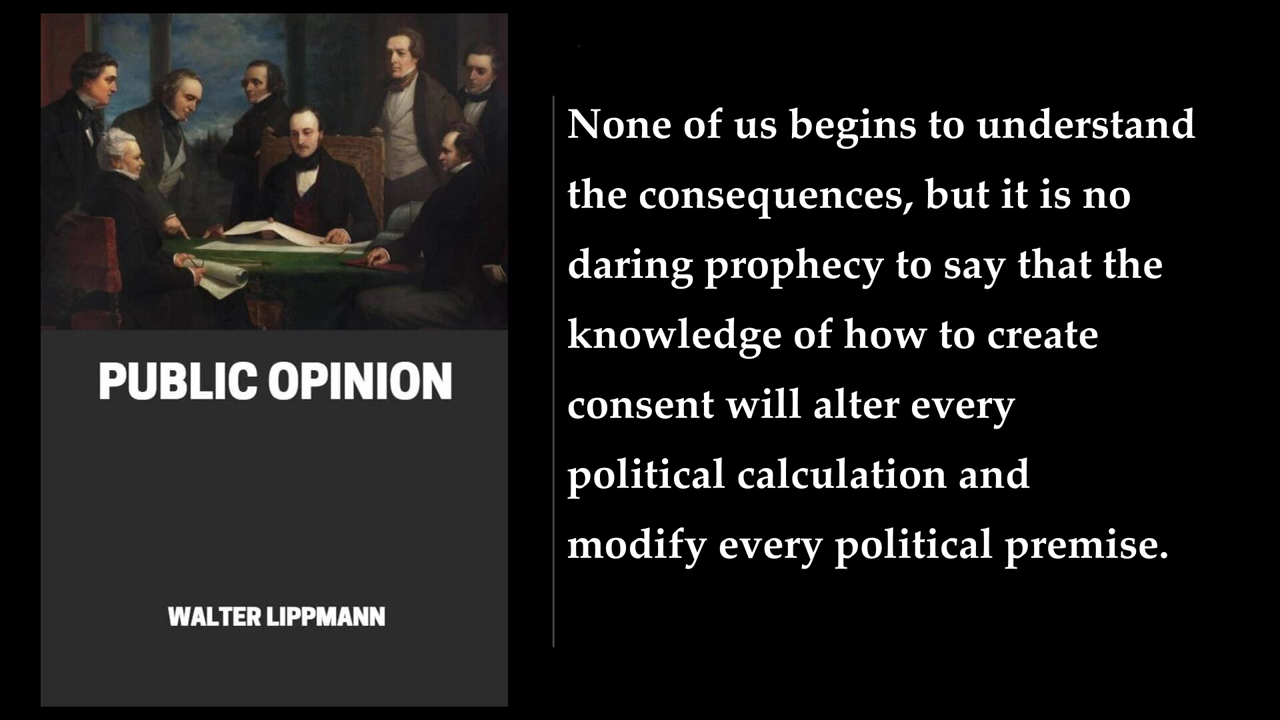 PUBLIC OPINION
WALTER LIPPMANN
None of us begins to understand
the consequences, but it is no
daring prophecy to say that the
knowledge of how to create
consent will alter every
political calculation and
modify every political premise.